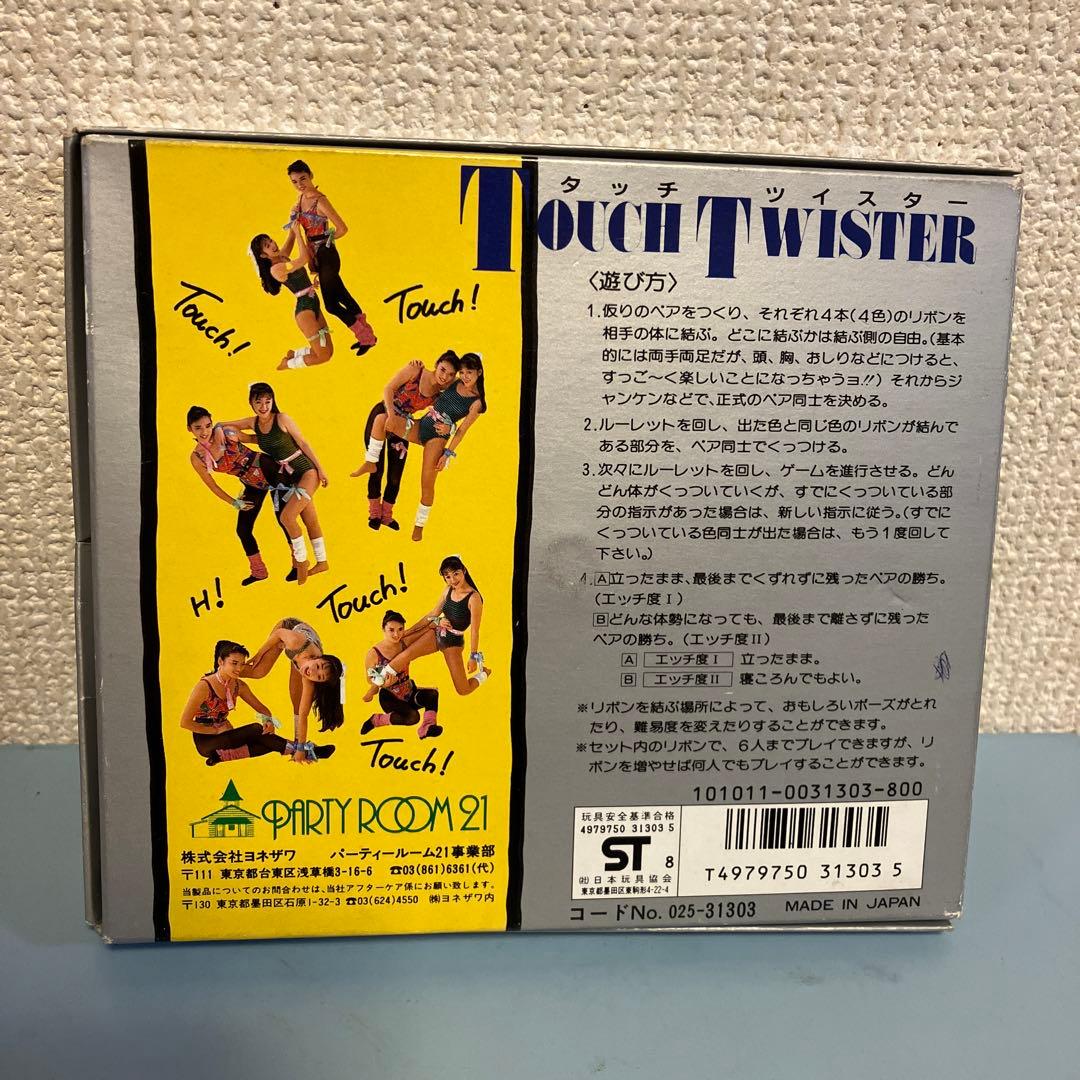 タッチ ツイスター
TOUCH TWISTER
〈遊び方〉
1.仮りのペアをつくり、それぞれ4本(4色)のリボンを
相手の体に結ぶ。どこに結ぶかは結ぶ側の自由。(基本
的には両手両足だが、頭、胸、おしりなどにつけると、
すっご〜く楽しいことになっちゃうョ!!) それからジ
ャンケンなどで、正式のペア同士を決める。
2.ルーレットを回し、出た色と同じ色のリボンが結んで
ある部分を、ペア同士でくっつける。
3.次々にルーレットを回し、ゲームを進行させる。どん
どん体がくっついていくが、すでにくっついている部
分の指示があった場合は、新しい指示に従う。(すでに
くっついている色同士が出た場合は、もう1度回して
下さい。)
4.A立ったまま、最後までくずれずに残ったペアの勝ち。
(エッチ度I)
Bどんな体勢になっても、最後まで離さずに残った
ペアの勝ち。(エッチ度II)
A エッチ度I 立ったまま。
B エッチ度II 寝ころんでもよい。
※リボンを結ぶ場所によって、おもしろいポーズがとれ
たり、難易度を変えたりすることができます。
※セット内のリボンで、6人までプレイできますが、リ
ボンを増やせば何人でもプレイすることができます。
101011-0031303-800
玩具安全基準合格
4979750 31303 5
ST 8
(社)日本玩具協会
東京都墨田区東駒形4-22-4
T4979750 31303 5
コードNo. 025-31303 MADE IN JAPAN
Touch!
Touch!
H!
Touch!
Touch!
PARTY ROOM 21
株式会社ヨネザワ パーティールーム21事業部
〒111 東京都台東区浅草橋3-16-6 ☎03(861)6361(代)
当製品についてのお問合わせは、当社アフターケア係にお願い致します。
〒130 東京都墨田区石原1-32-3 ☎03(624)4550 (株)ヨネザワ内